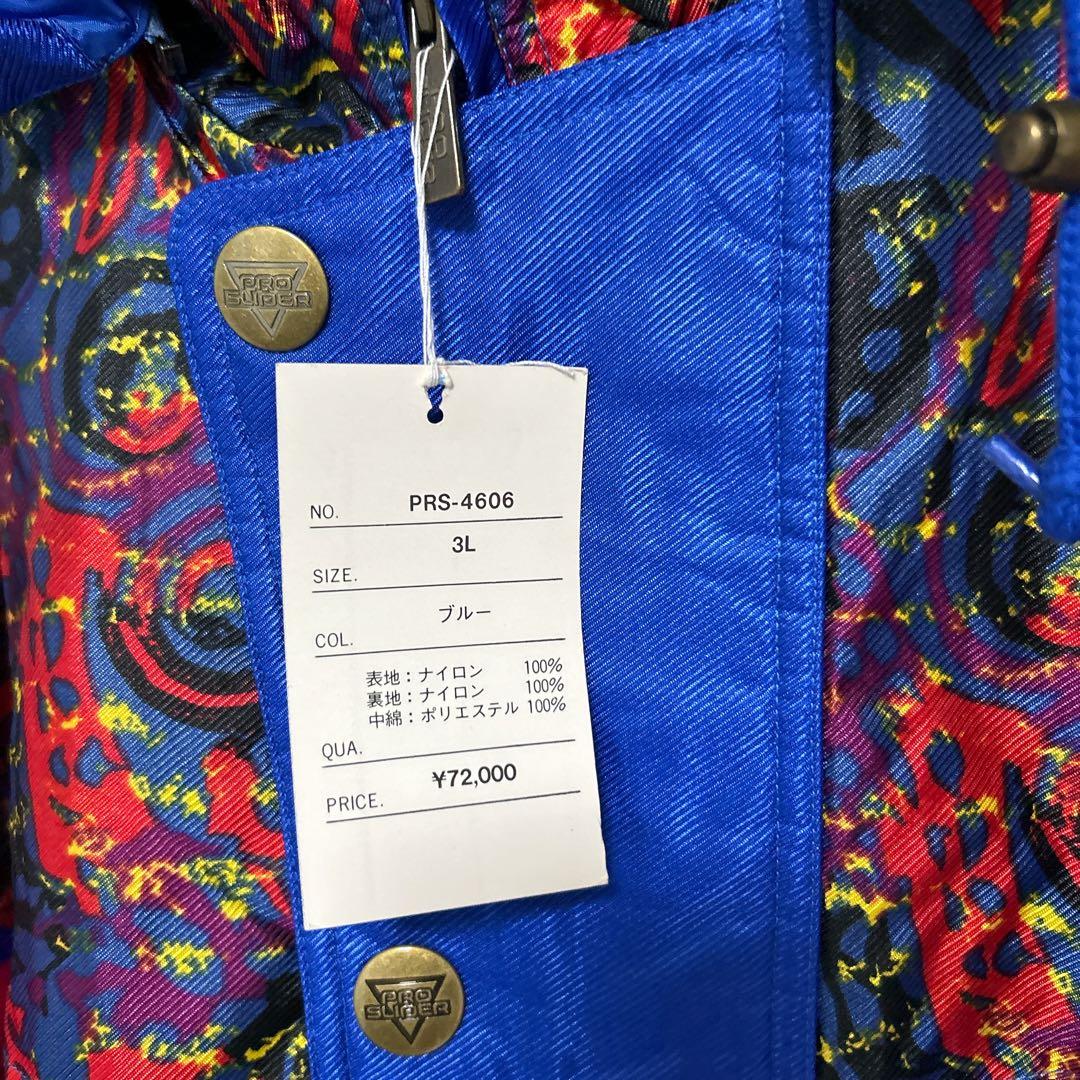 PRO
SLIDER
NO. PRS-4606
SIZE. 3L
COL. ブルー
表地：ナイロン 100%
裏地：ナイロン 100%
中綿：ポリエステル 100%
QUA.
PRICE. ¥72,000
PRO
SLIDER